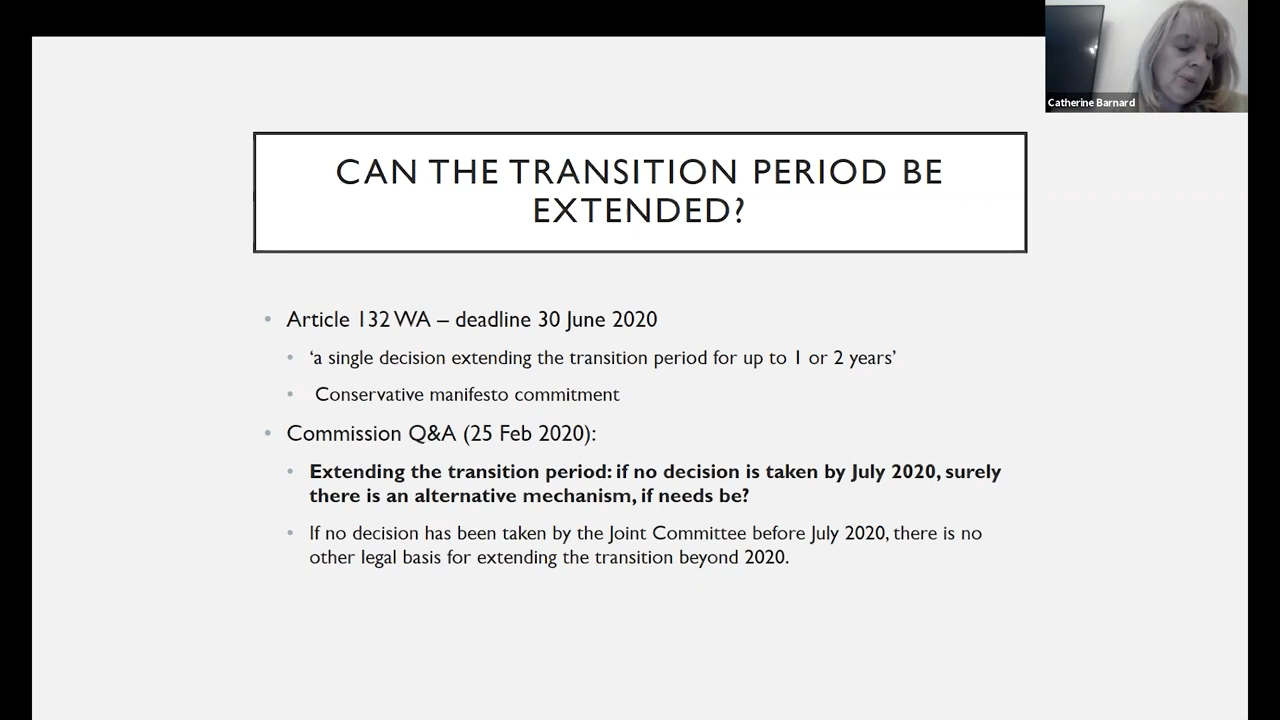 Catherine Barnard
CAN THE TRANSITION PERIOD BE
EXTENDED?
• Article 132 WA – deadline 30 June 2020
• ‘a single decision extending the transition period for up to 1 or 2 years’
• Conservative manifesto commitment
• Commission Q&A (25 Feb 2020):
• Extending the transition period: if no decision is taken by July 2020, surely
there is an alternative mechanism, if needs be?
• If no decision has been taken by the Joint Committee before July 2020, there is no
other legal basis for extending the transition beyond 2020.